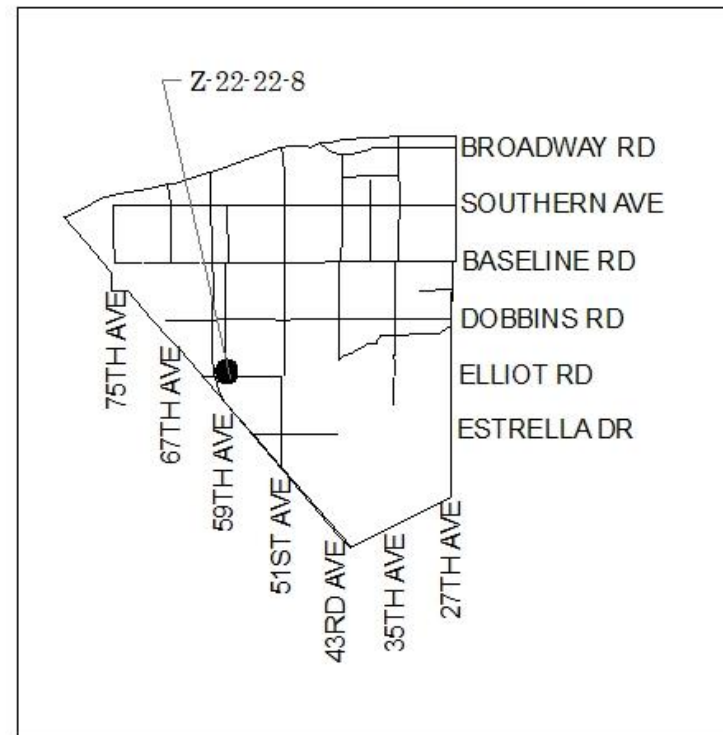 Z-22-22-8
BROADWAY RD
SOUTHERN AVE
BASELINE RD
DOBBINS RD
ELLIOT RD
ESTRELLA DR
75TH AVE
67TH AVE
59TH AVE
51ST AVE
43RD AVE
35TH AVE
27TH AVE